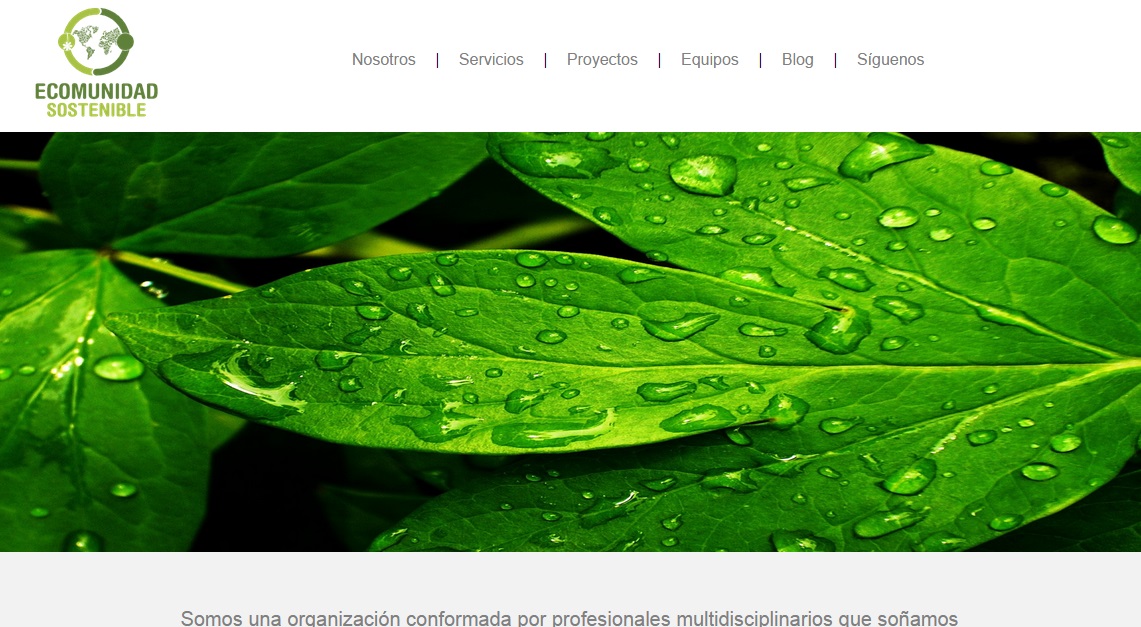 ECOMUNIDAD
SOSTENIBLE
Nosotros | Servicios | Proyectos | Equipos | Blog | Síguenos
Somos una organización conformada por profesionales multidisciplinarios que soñamos